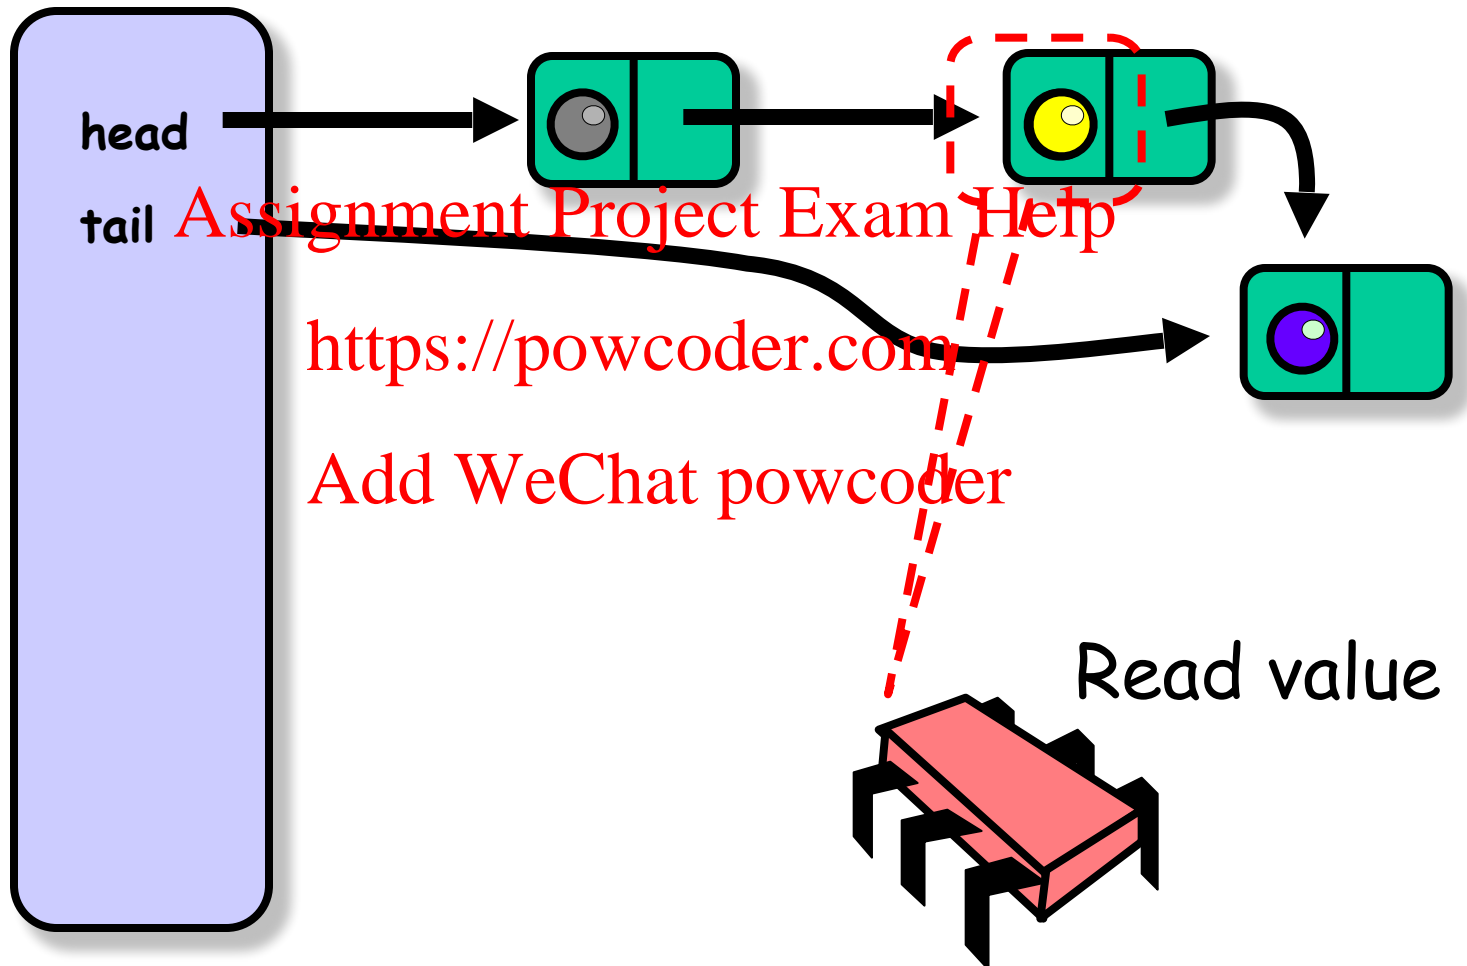 head
tail
Assignment Project Exam Help
https://powcoder.com
Add WeChat powcoder
Read value